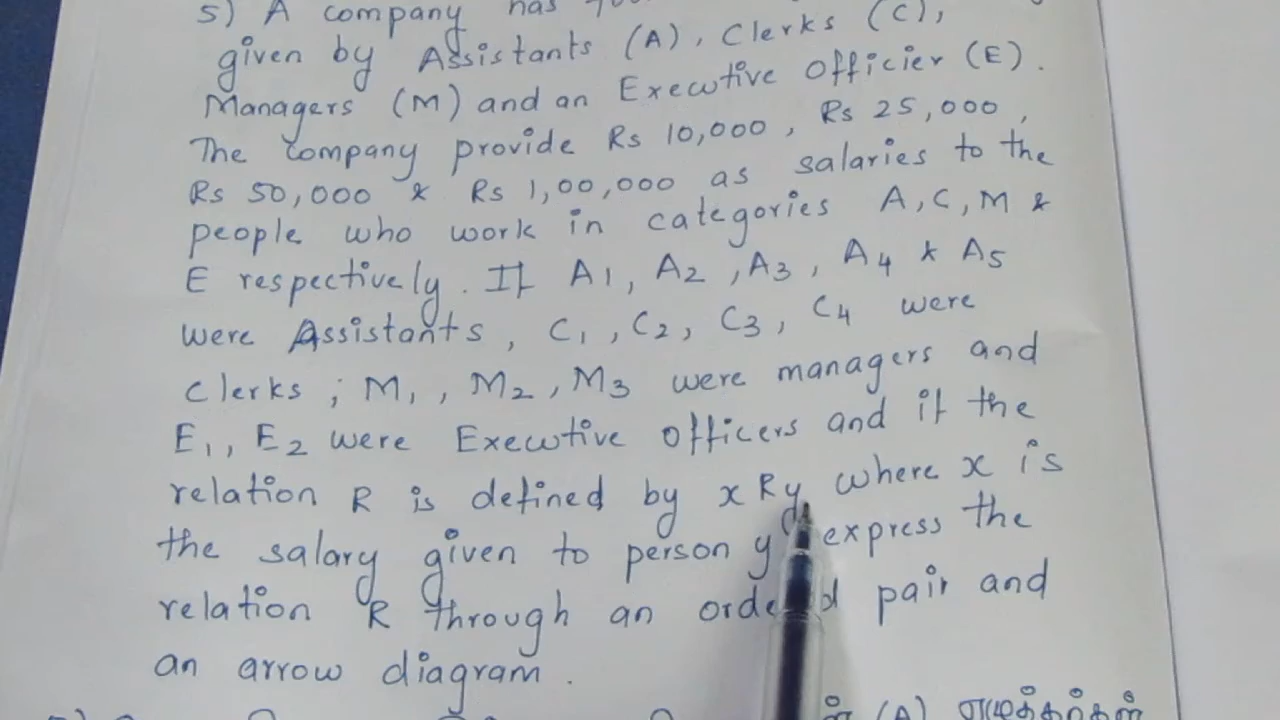 5) A company has
given by Assistants (A), Clerks (C),
Managers (M) and an Executive Officier (E).
The company provide Rs 10,000, Rs 25,000,
Rs 50,000 & Rs 1,00,000 as salaries to the
people who work in categories A, C, M &
E respectively. If A1, A2, A3, A4 & A5
were Assistants, C1, C2, C3, C4 were
clerks; M1, M2, M3 were managers and
E1, E2 were Executive officers and if the
relation R is defined by xRy where x is
the salary given to person y express the
relation R through an pair and
an arrow diagram.
(A)